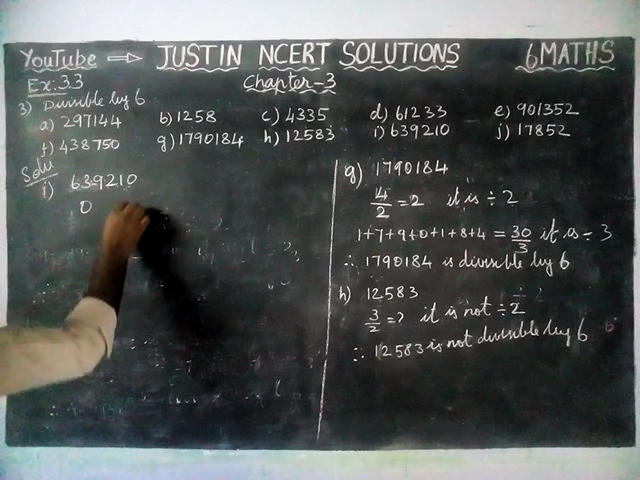 YouTube ⇒ JUSTIN NCERT SOLUTIONS 6 MATHS
Ex: 3.3 Chapter-3
3) Divisible by 6
a) 297144 b) 1258 c) 4335 d) 61233 e) 901352
f) 438750 g) 1790184 h) 12583 i) 639210 j) 17852
Solu
i) 639210
0
g) 1790184
4/2 = 2 it is ÷ 2
1+7+9+0+1+8+4 = 30/3 it is ÷ 3
∴ 1790184 is divisible by 6
h) 12583
3/2 = ? it is not ÷ 2
∴ 12583 is not divisible by 6